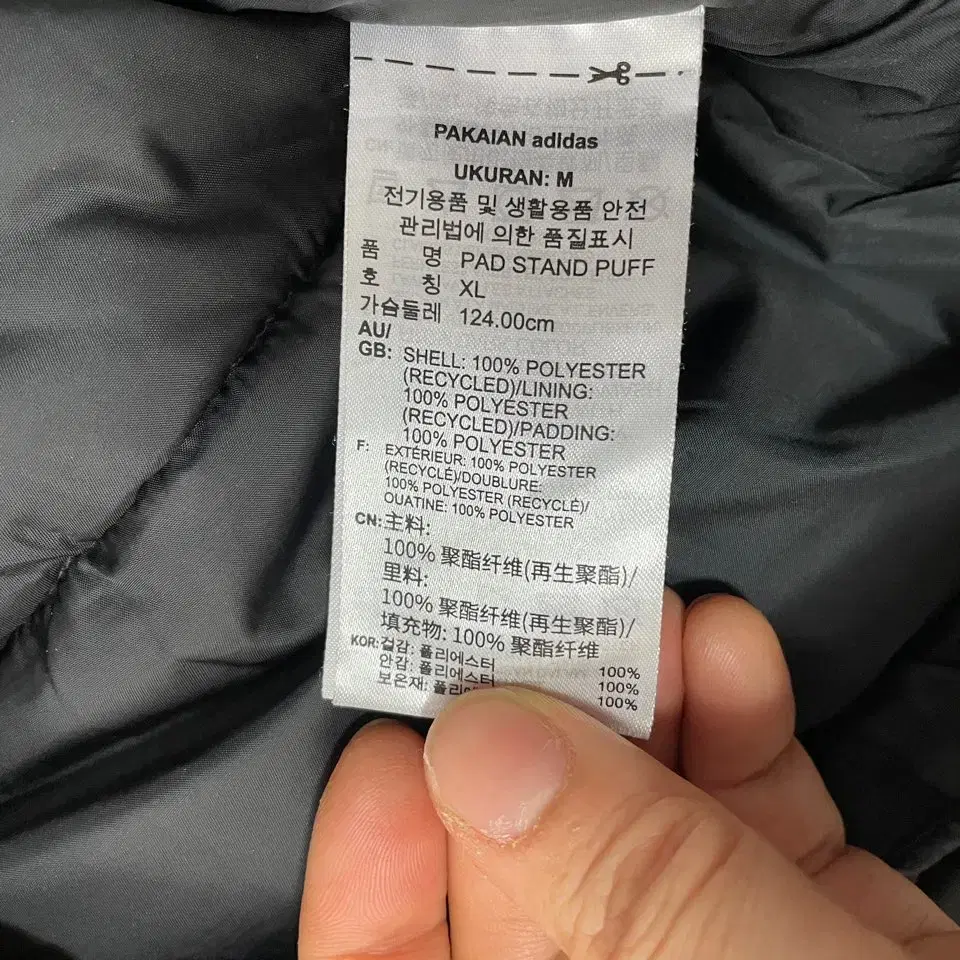 PAKAIAN adidas
UKURAN: M
전기용품 및 생활용품 안전
관리법에 의한 품질표시
품 명 PAD STAND PUFF
호 칭 XL
가슴둘레 124.00cm
AU/
GB: SHELL: 100% POLYESTER
(RECYCLED)/LINING:
100% POLYESTER
(RECYCLED)/PADDING:
100% POLYESTER
F: EXTÉRIEUR: 100% POLYESTER
(RECYCLÉ)/DOUBLURE:
100% POLYESTER (RECYCLÉ)/
OUATINE: 100% POLYESTER
CN:主料:
100% 聚酯纤维(再生聚酯)/
里料:
100% 聚酯纤维(再生聚酯)/
填充物: 100% 聚酯纤维
KOR:겉감: 폴리에스터 100%
안감: 폴리에스터 100%
보온재: 100%